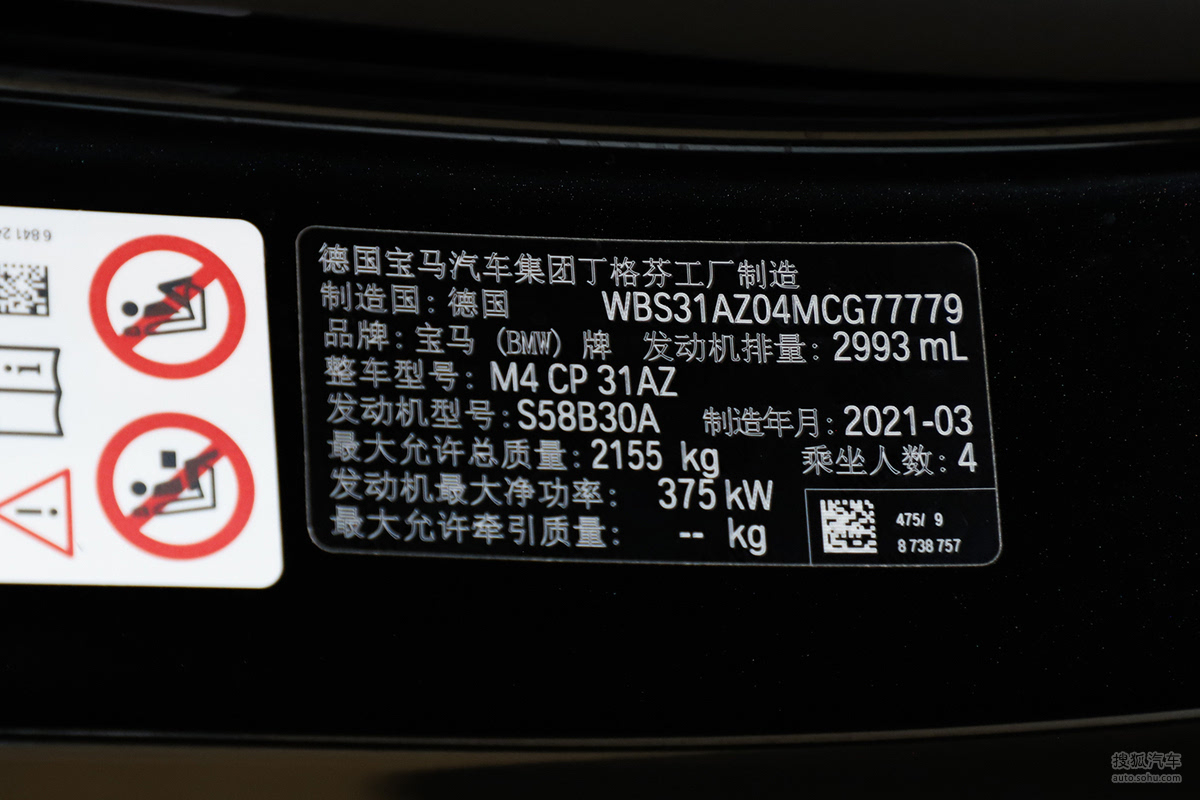 6 841 24
德国宝马汽车集团丁格芬工厂制造
制造国：德国 WBS31AZ04MCG77779
品牌：宝马（BMW）牌 发动机排量：2993 mL
整车型号：M4 CP 31AZ
发动机型号：S58B30A 制造年月：2021-03
最大允许总质量：2155 kg 乘坐人数：4
发动机最大净功率： 375 kW
最大允许牵引质量： -- kg
475/ 9
8 738 757
搜狐汽车
auto.sohu.com